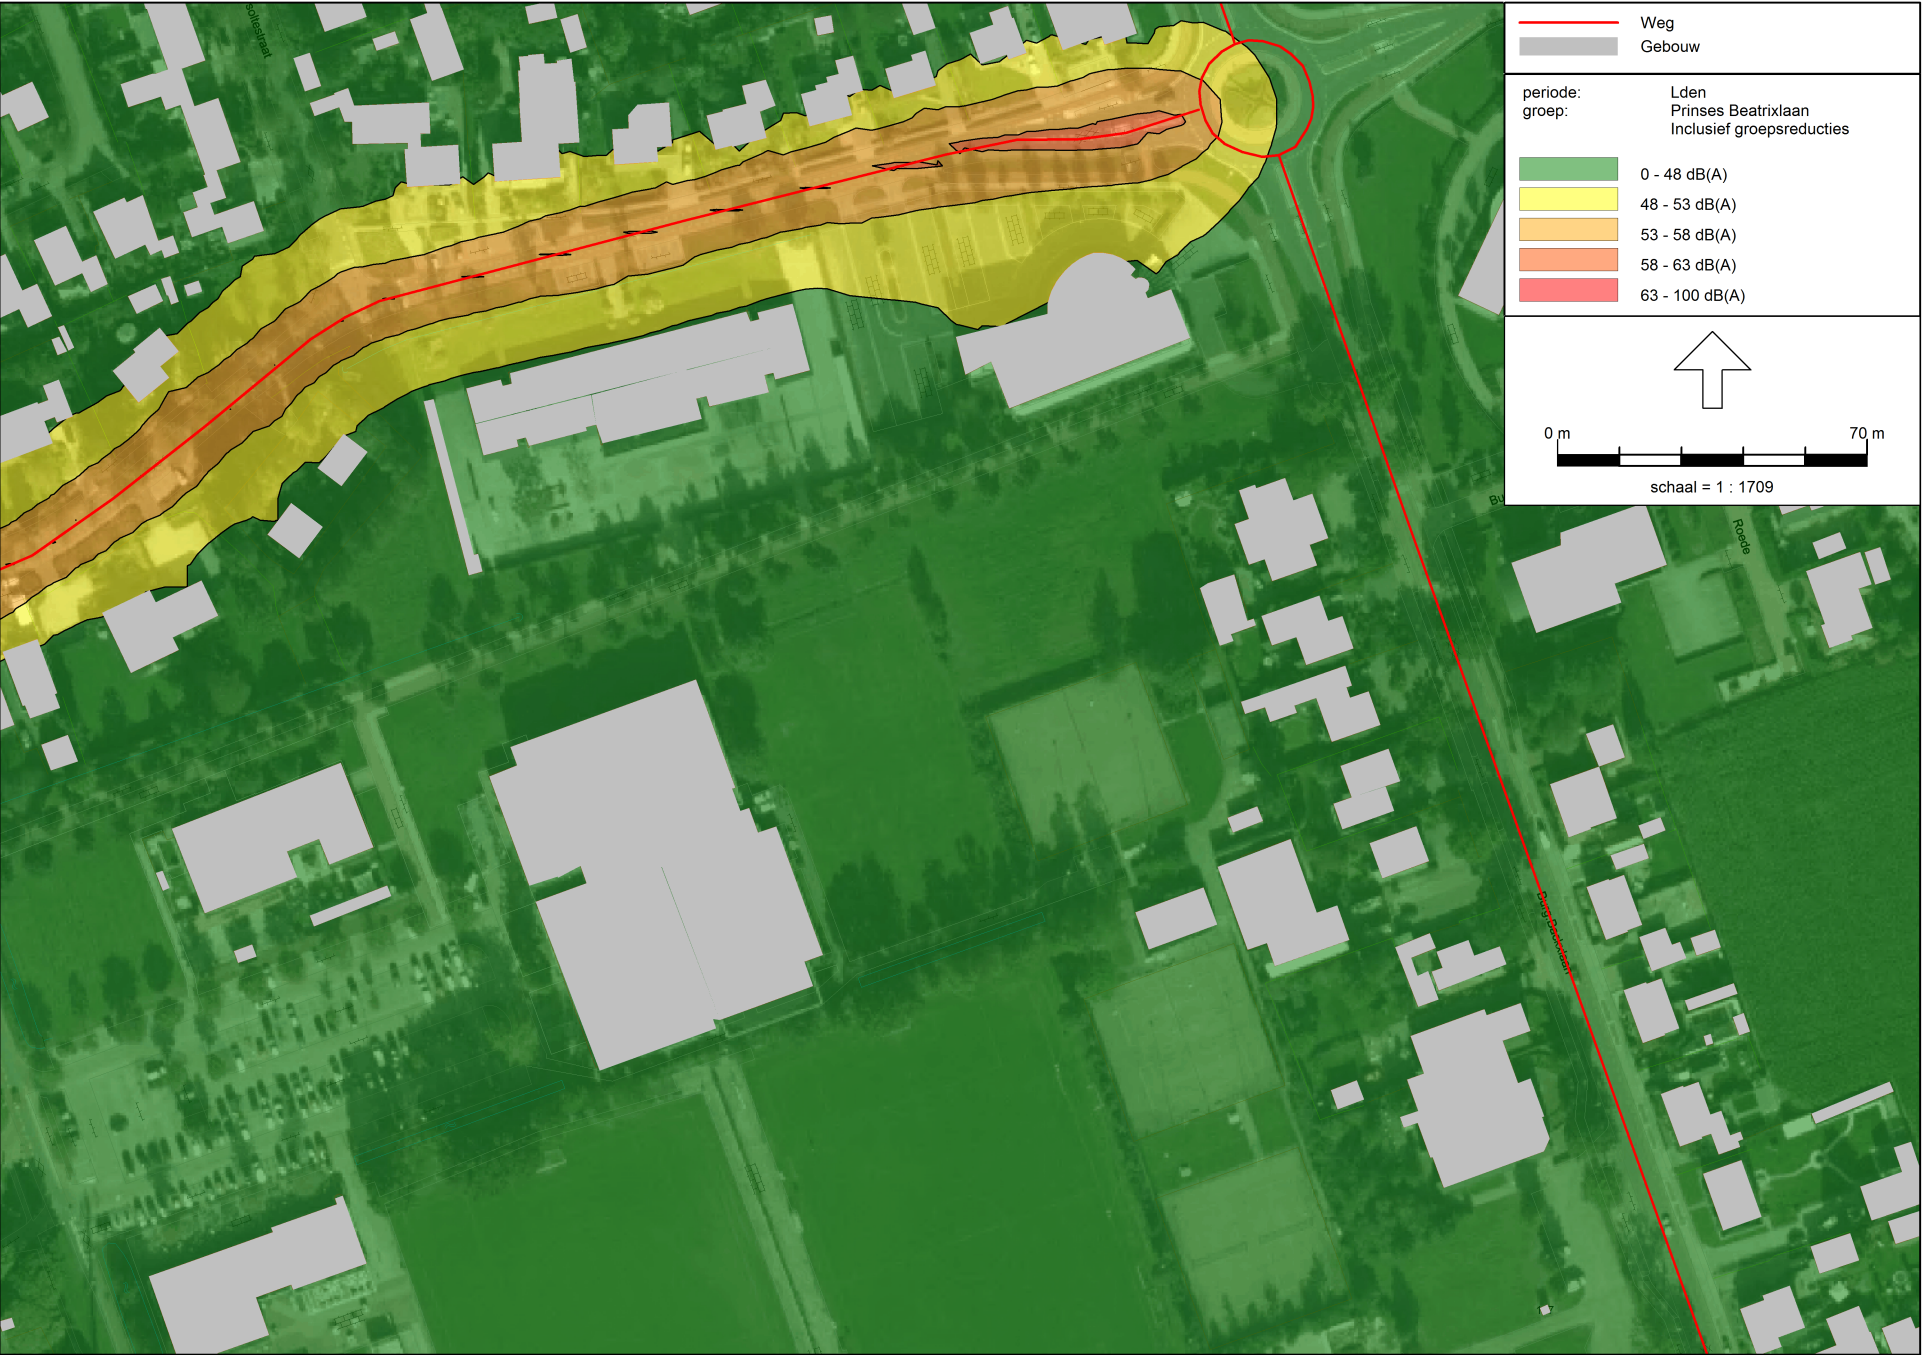 Weg
Gebouw
periode: Lden
groep: Prinses Beatrixlaan
Inclusief groepsreducties
0 - 48 dB(A)
48 - 53 dB(A)
53 - 58 dB(A)
58 - 63 dB(A)
63 - 100 dB(A)
0 m 70 m
schaal = 1 : 1709
Bu
Roede